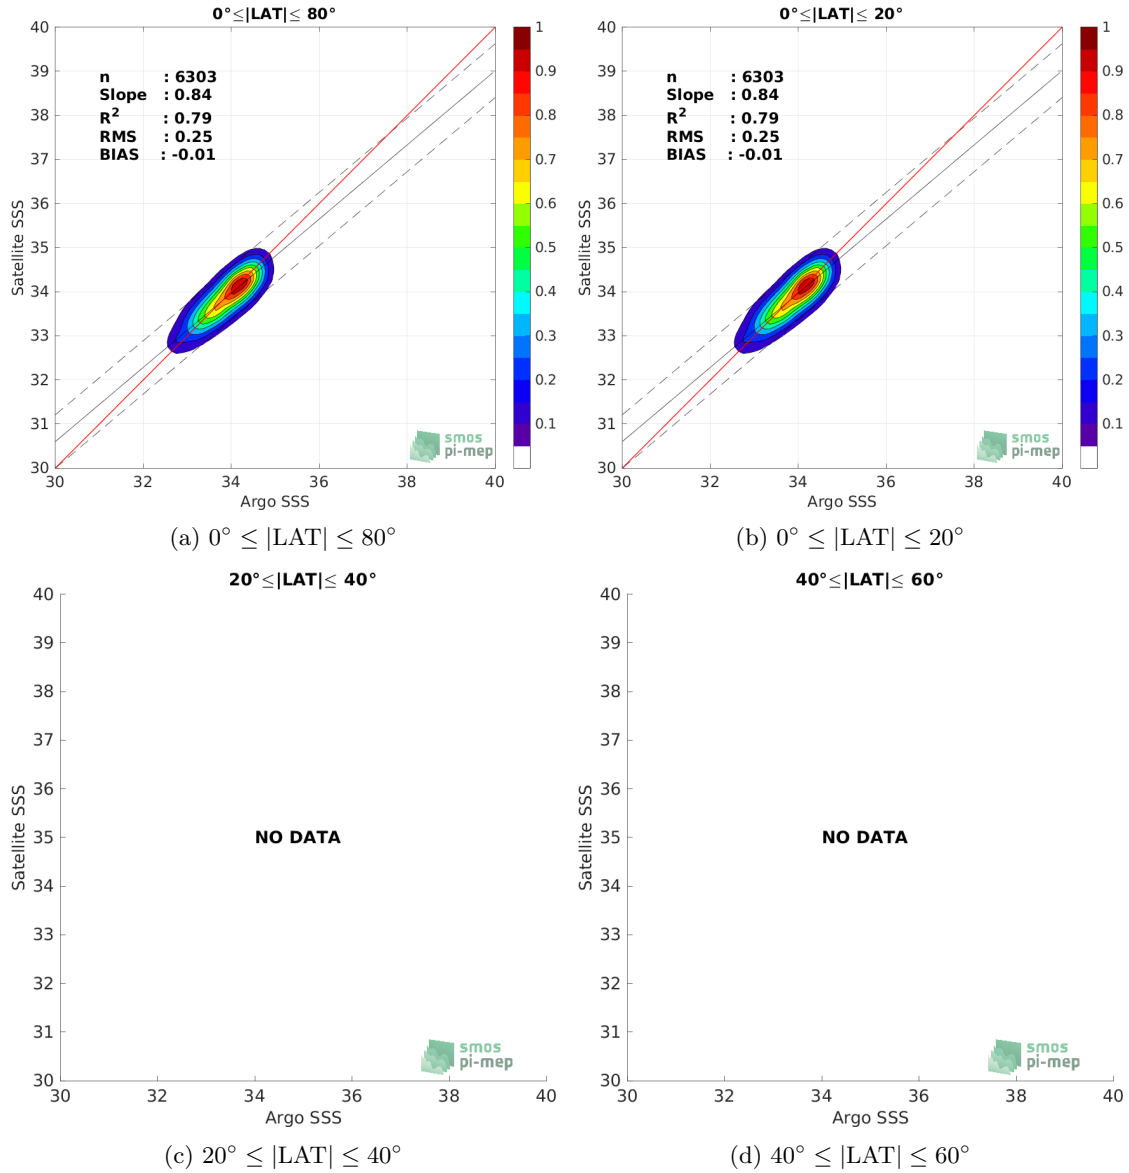 0°≤|LAT|≤ 80°
40
39
38
37
36
35
34
33
32
31
30
Satellite SSS
n : 6303
Slope : 0.84
R² : 0.79
RMS : 0.25
BIAS : -0.01
smos
pi-mep
30 32 34 36 38 40
Argo SSS
1
0.9
0.8
0.7
0.6
0.5
0.4
0.3
0.2
0.1
(a) 0° ≤ |LAT| ≤ 80°
0°≤|LAT|≤ 20°
40
39
38
37
36
35
34
33
32
31
30
Satellite SSS
n : 6303
Slope : 0.84
R² : 0.79
RMS : 0.25
BIAS : -0.01
smos
pi-mep
30 32 34 36 38 40
Argo SSS
1
0.9
0.8
0.7
0.6
0.5
0.4
0.3
0.2
0.1
(b) 0° ≤ |LAT| ≤ 20°
20°≤|LAT|≤ 40°
40
39
38
37
36
35
34
33
32
31
30
Satellite SSS
NO DATA
smos
pi-mep
30 32 34 36 38 40
Argo SSS
(c) 20° ≤ |LAT| ≤ 40°
40°≤|LAT|≤ 60°
40
39
38
37
36
35
34
33
32
31
30
Satellite SSS
NO DATA
smos
pi-mep
30 32 34 36 38 40
Argo SSS
(d) 40° ≤ |LAT| ≤ 60°